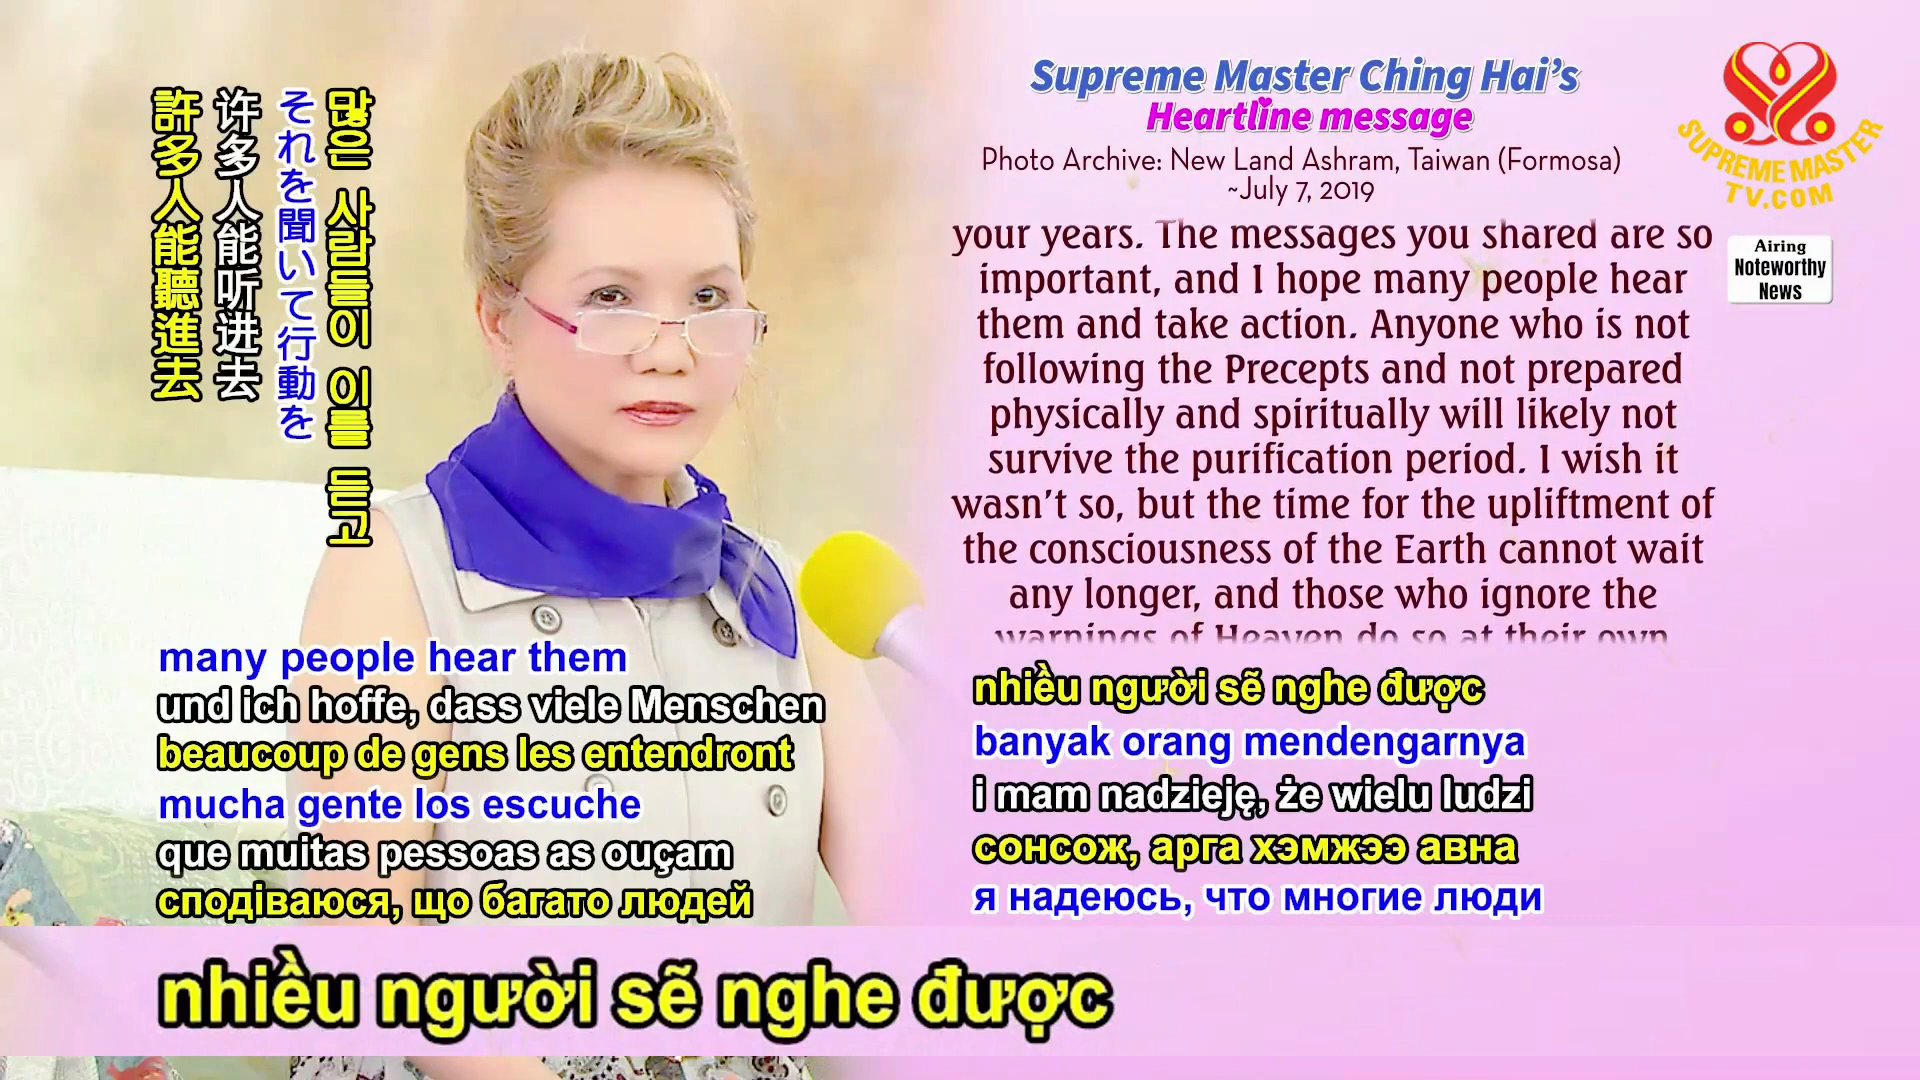 許多人能聽進去
许多人能听进去
それを聞いて行動を
많은 사람들이 이를 듣고
Supreme Master Ching Hai's
Heartline message
Photo Archive: New Land Ashram, Taiwan (Formosa)
~July 7, 2019
your years. The messages you shared are so
important, and I hope many people hear
them and take action. Anyone who is not
following the Precepts and not prepared
physically and spiritually will likely not
survive the purification period. I wish it
wasn't so, but the time for the upliftment of
the consciousness of the Earth cannot wait
any longer, and those who ignore the
warnings of Heaven do so at their own
SUPREME MASTER
TV.COM
Airing
Noteworthy
News
many people hear them
und ich hoffe, dass viele Menschen
beaucoup de gens les entendront
mucha gente los escuche
que muitas pessoas as ouçam
сподіваюся, що багато людей
nhiều người sẽ nghe được
banyak orang mendengarnya
i mam nadzieję, że wielu ludzi
сонсож, арга хэмжээ авна
я надеюсь, что многие люди
nhiều người sẽ nghe được